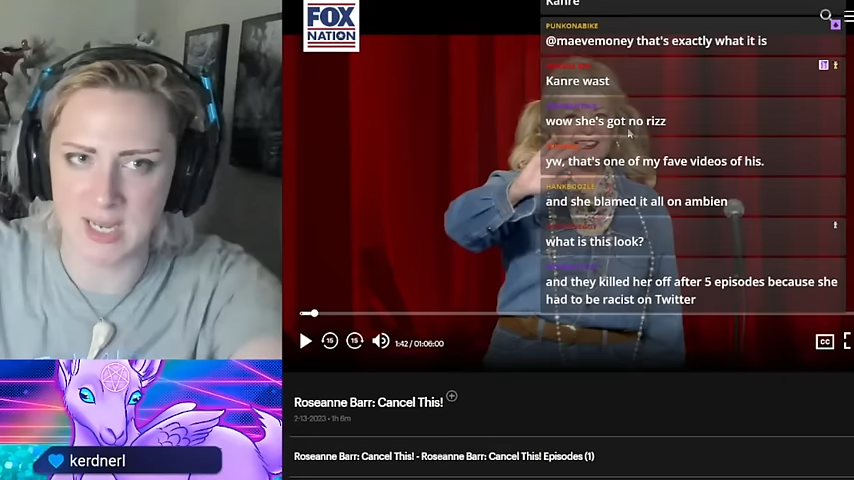 FOX
NATION
Kanre
PUNKONABIKE
@maevemoney that's exactly what it is
Kanre wast
wow she's got no rizz
yw, that's one of my fave videos of his.
HANKBOOZLE
and she blamed it all on ambien
what is this look?
and they killed her off after 5 episodes because she
had to be racist on Twitter
15
15
1:42 / 01:06:00
CC
Roseanne Barr: Cancel This!
2-13-2023 • 1h 6m
Roseanne Barr: Cancel This! - Roseanne Barr: Cancel This! Episodes (1)
kerdnerl